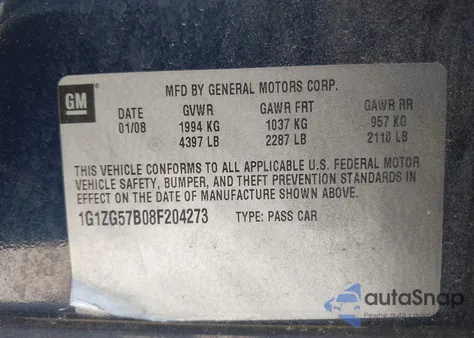 GM
MFD BY GENERAL MOTORS CORP.
DATE GVWR GAWR FRT GAWR RR
01/08 1994 KG 1037 KG 957 KG
4397 LB 2287 LB 2110 LB
THIS VEHICLE CONFORMS TO ALL APPLICABLE U.S. FEDERAL MOTOR
VEHICLE SAFETY, BUMPER, AND THEFT PREVENTION STANDARDS IN
EFFECT ON THE DATE OF MANUFACTURE SHOWN ABOVE.
1G1ZG57B08F204273 TYPE: PASS CAR
autoSnap
Pewne auto z